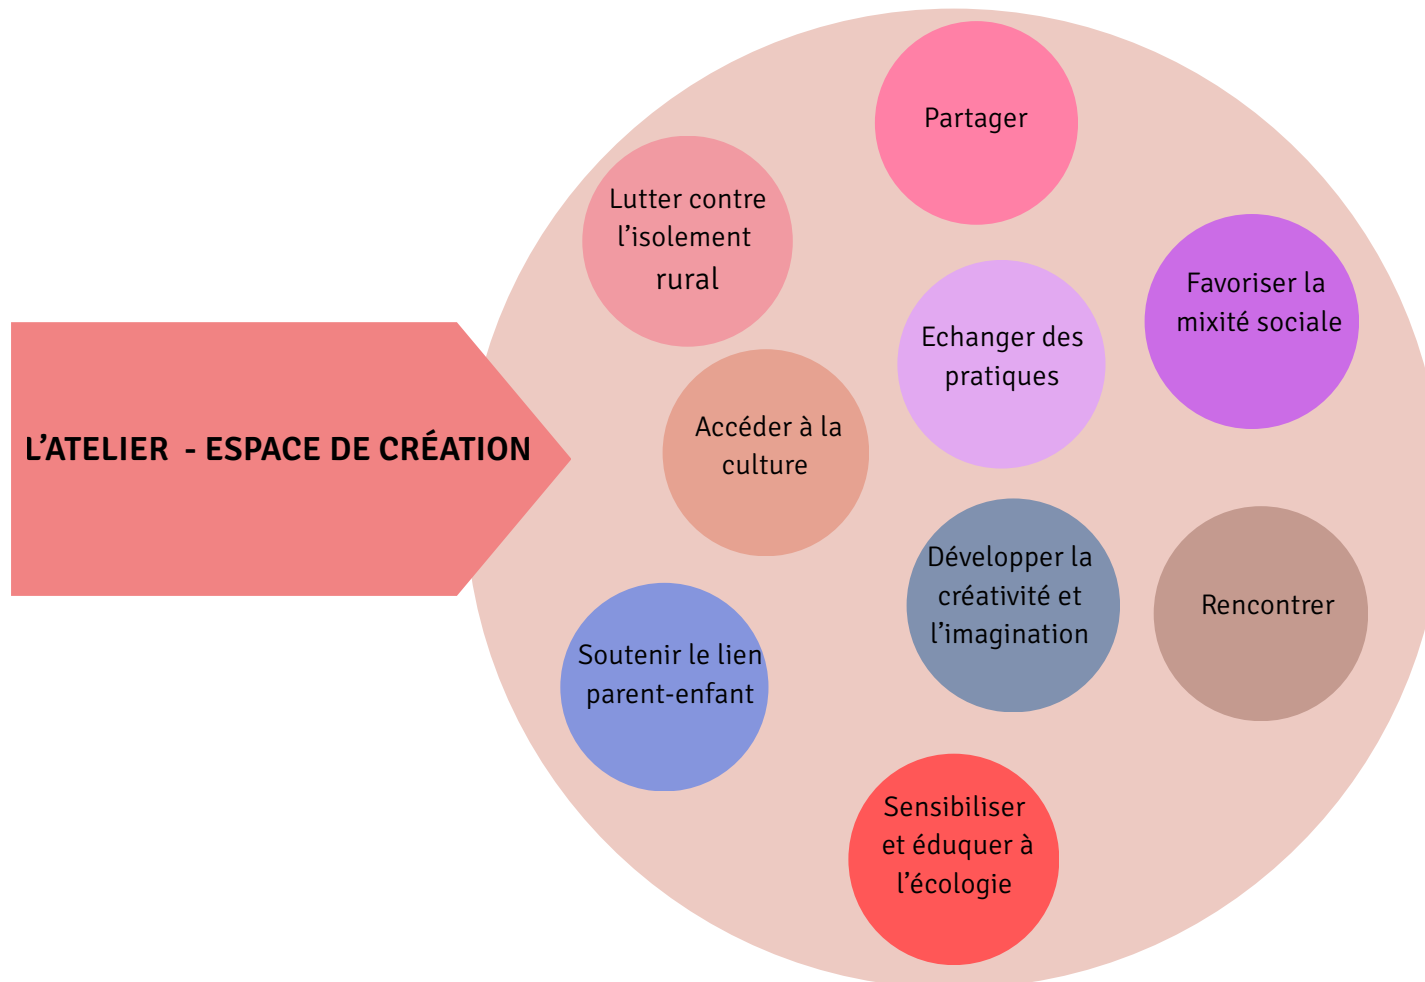 Partager
Lutter contre
l’isolement
rural
Favoriser la
mixité sociale
Echanger des
pratiques
L’ATELIER - ESPACE DE CRÉATION
Accéder à la
culture
Développer la
créativité et
l’imagination
Rencontrer
Soutenir le lien
parent-enfant
Sensibiliser
et éduquer à
l’écologie